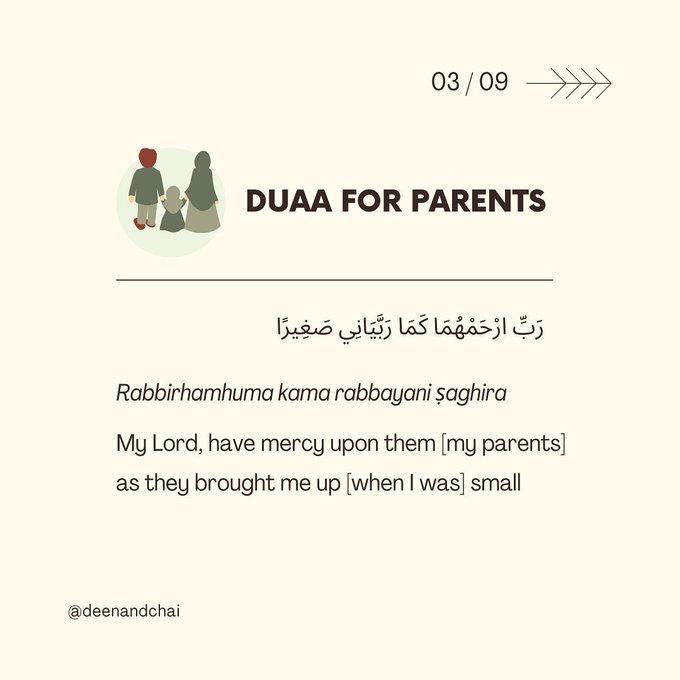 03 / 09
DUAA FOR PARENTS
رَبِّ ارْحَمْهُمَا كَمَا رَبَّيَانِي صَغِيرًا
Rabbirhamhuma kama rabbayani ṣaghira
My Lord, have mercy upon them [my parents]
as they brought me up [when I was] small
@deenandchai